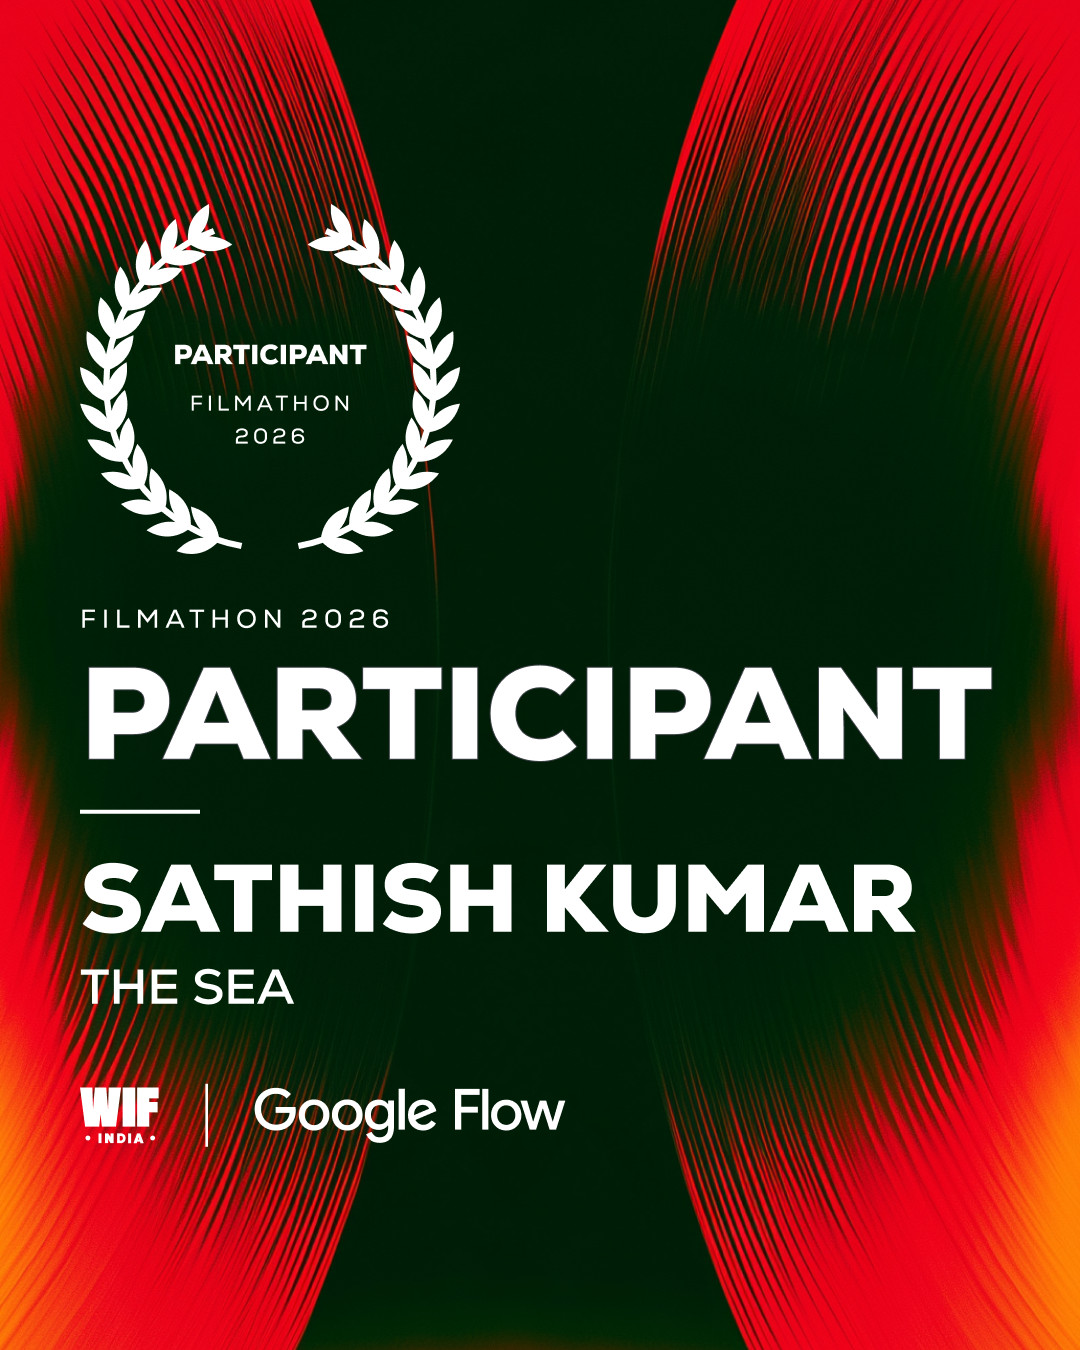 PARTICIPANT
FILMATHON
2026
FILMATHON 2026
PARTICIPANT
SATHISH KUMAR
THE SEA
WIF
• INDIA •
Google Flow